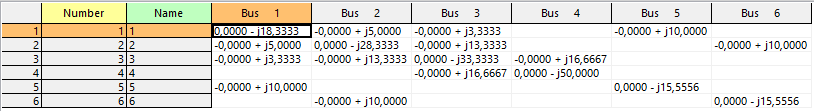 Number Name Bus 1 Bus 2 Bus 3 Bus 4 Bus 5 Bus 6
1 1 1 0,0000 - j18,3333 -0,0000 + j5,0000 -0,0000 + j3,3333 -0,0000 + j10,0000
2 2 2 -0,0000 + j5,0000 0,0000 - j28,3333 -0,0000 + j13,3333 -0,0000 + j10,0000
3 3 3 -0,0000 + j3,3333 -0,0000 + j13,3333 0,0000 - j33,3333 -0,0000 + j16,6667
4 4 4 -0,0000 + j16,6667 0,0000 - j50,0000
5 5 5 -0,0000 + j10,0000 0,0000 - j15,5556
6 6 6 -0,0000 + j10,0000 0,0000 - j15,5556